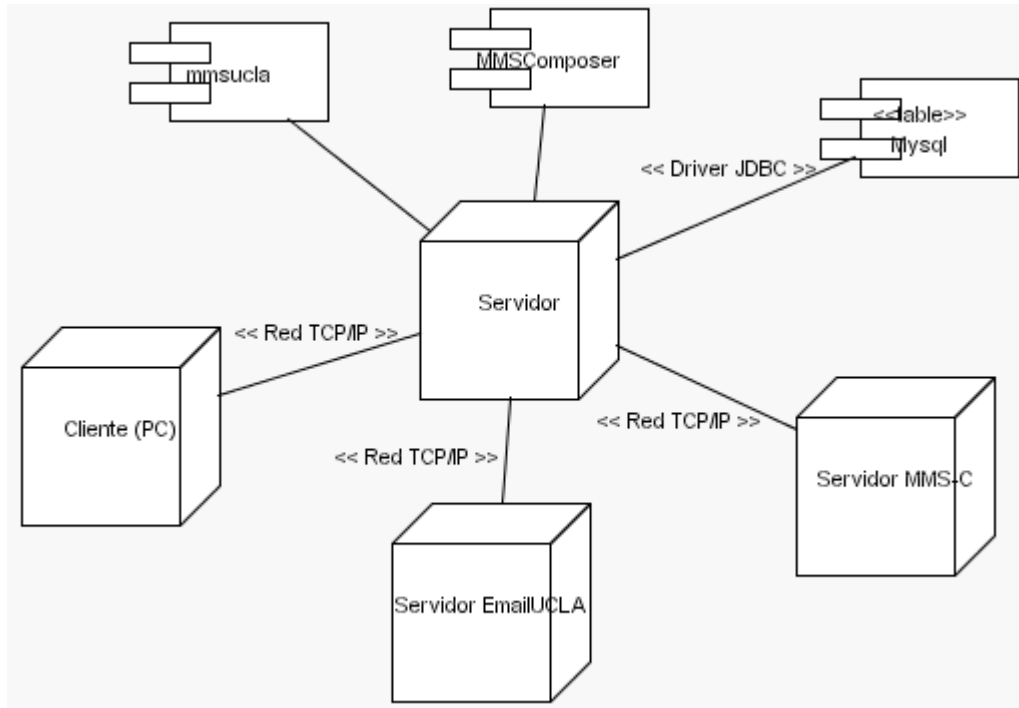 mmsucla
MMSComposer
<<table>>
Mysql
<< Driver JDBC >>
Servidor
<< Red TCP/IP >>
Cliente (PC)
<< Red TCP/IP >>
<< Red TCP/IP >>
Servidor MMS-C
Servidor EmailUCLA